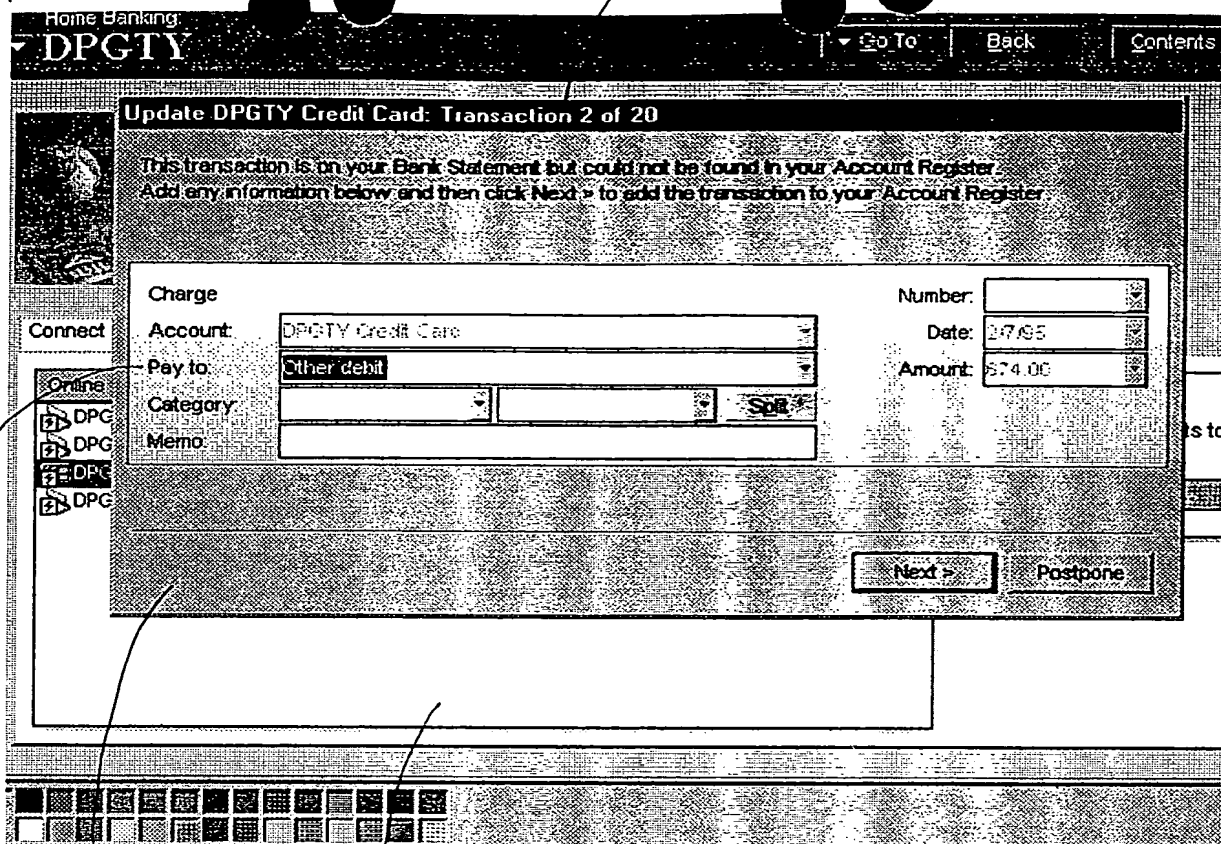 Home Banking:
DPGTY
Go To Back Contents
Update DPGTY Credit Card: Transaction 2 of 20
This transaction is on your Bank Statement but could not be found in your Account Register.
Add any information below and then click Next > to add the transaction to your Account Register.
Charge Number:
Connect Account: DPGTY Credit Card Date: 2/7/95
Pay to: Other debit Amount: 674.00
Online
Category: Split
DPG
DPG ts to
Memo:
DPG
DPG
Next > Postpone